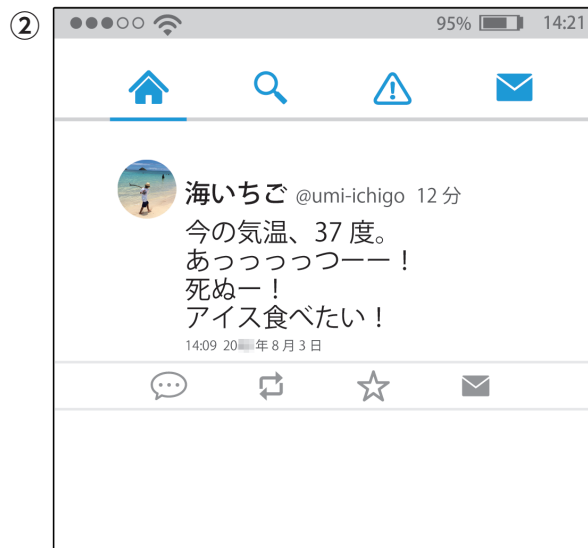 ②
95% 14:21
海いちご @umi-ichigo 12 分
今の気温、37 度。
あっっっっつーー！
死ぬー！
アイス食べたい！
14:09 20 年 8 月 3 日